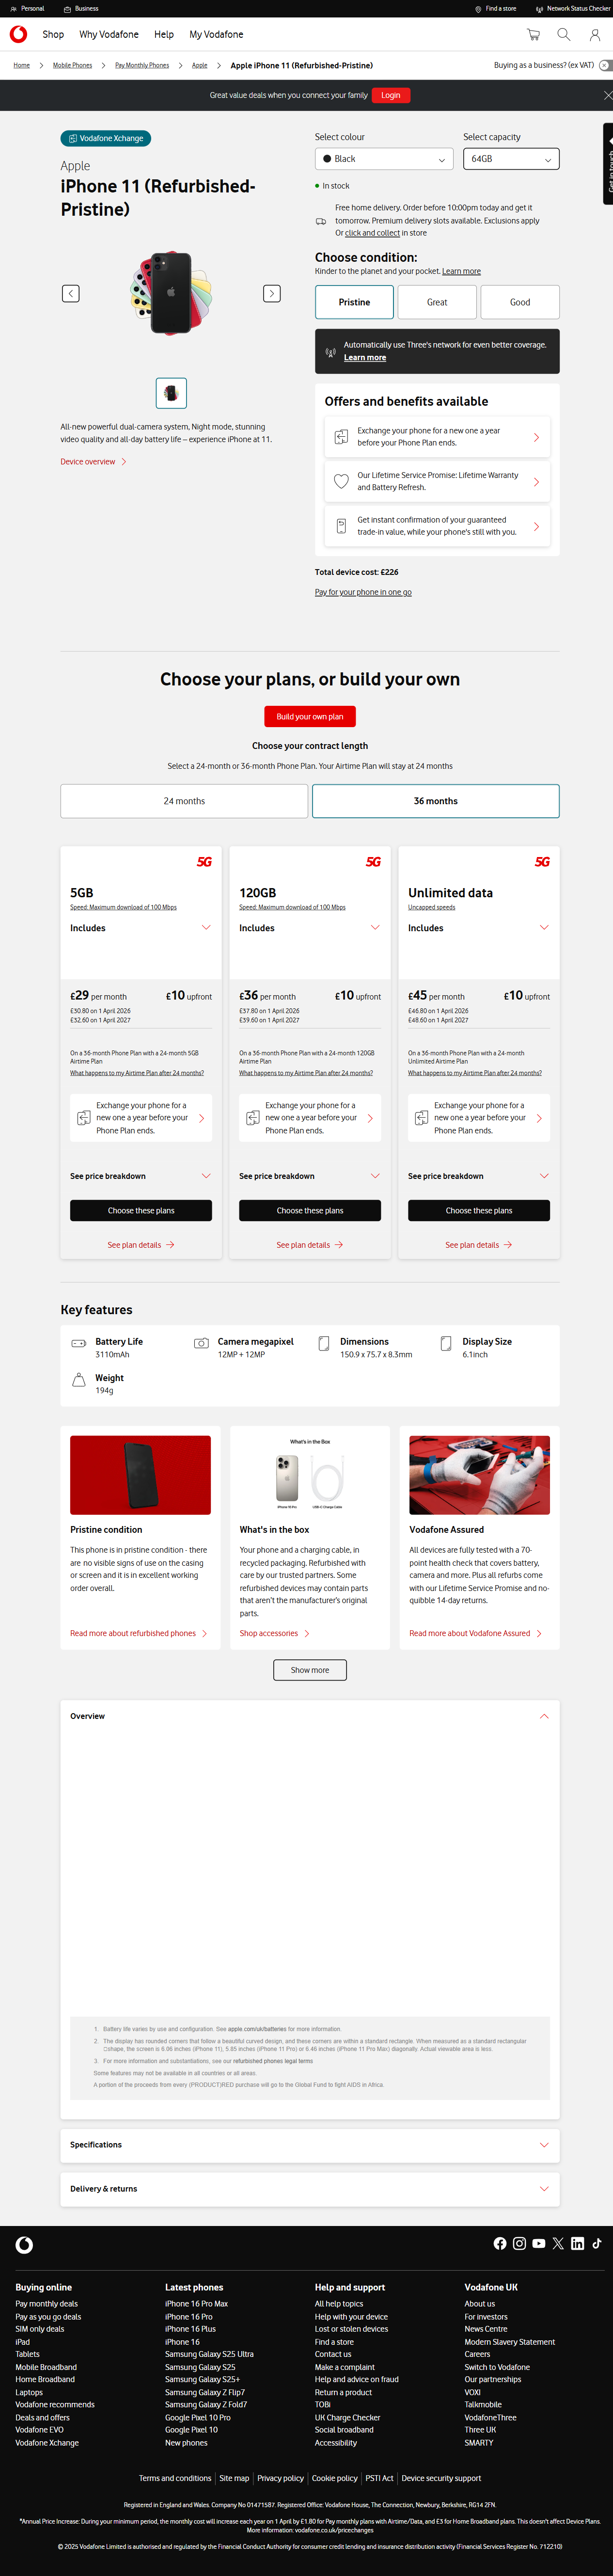 Personal
Business
Find a store
Network Status Checker
Shop
Why Vodafone
Help
My Vodafone
Home
Mobile Phones
Pay Monthly Phones
Apple
Apple iPhone 11 (Refurbished-Pristine)
Buying as a business? (ex VAT)
Great value deals when you connect your family
Login
Get in touch
Vodafone Xchange
Apple
iPhone 11 (Refurbished-
Pristine)
All-new powerful dual-camera system, Night mode, stunning
video quality and all-day battery life – experience iPhone at 11.
Device overview
Select colour
Select capacity
Black
64GB
In stock
Free home delivery. Order before 10:00pm today and get it
tomorrow. Premium delivery slots available. Exclusions apply
Or click and collect in store
Choose condition:
Kinder to the planet and your pocket. Learn more
Pristine
Great
Good
Automatically use Three's network for even better coverage.
Learn more
Offers and benefits available
Exchange your phone for a new one a year
before your Phone Plan ends.
Our Lifetime Service Promise: Lifetime Warranty
and Battery Refresh.
Get instant confirmation of your guaranteed
trade-in value, while your phone's still with you.
Total device cost: £226
Pay for your phone in one go
Choose your plans, or build your own
Build your own plan
Choose your contract length
Select a 24-month or 36-month Phone Plan. Your Airtime Plan will stay at 24 months
24 months
36 months
5G
5GB
Speed: Maximum download of 100 Mbps
Includes
£29 per month
£10 upfront
£30.80 on 1 April 2026
£32.60 on 1 April 2027
On a 36-month Phone Plan with a 24-month 5GB
Airtime Plan
What happens to my Airtime Plan after 24 months?
Exchange your phone for a
new one a year before your
Phone Plan ends.
See price breakdown
Choose these plans
See plan details
5G
120GB
Speed: Maximum download of 100 Mbps
Includes
£36 per month
£10 upfront
£37.80 on 1 April 2026
£39.60 on 1 April 2027
On a 36-month Phone Plan with a 24-month 120GB
Airtime Plan
What happens to my Airtime Plan after 24 months?
Exchange your phone for a
new one a year before your
Phone Plan ends.
See price breakdown
Choose these plans
See plan details
5G
Unlimited data
Uncapped speeds
Includes
£45 per month
£10 upfront
£46.80 on 1 April 2026
£48.60 on 1 April 2027
On a 36-month Phone Plan with a 24-month
Unlimited Airtime Plan
What happens to my Airtime Plan after 24 months?
Exchange your phone for a
new one a year before your
Phone Plan ends.
See price breakdown
Choose these plans
See plan details
Key features
Battery Life
3110mAh
Camera megapixel
12MP + 12MP
Dimensions
150.9 x 75.7 x 8.3mm
Display Size
6.1inch
Weight
194g
Pristine condition
This phone is in pristine condition - there
are no visible signs of use on the casing
or screen and it is in excellent working
order overall.
Read more about refurbished phones
What's in the Box
iPhone 15 Pro
USB-C Charge Cable
What's in the box
Your phone and a charging cable, in
recycled packaging. Refurbished with
care by our trusted partners. Some
refurbished devices may contain parts
that aren't the manufacturer's original
parts.
Shop accessories
Vodafone Assured
All devices are fully tested with a 70-
point health check that covers battery,
camera and more. Plus all refurbs come
with our Lifetime Service Promise and no-
quibble 14-day returns.
Read more about Vodafone Assured
Show more
Overview
1. Battery life varies by use and configuration. See apple.com/uk/batteries for more information.
2. The display has rounded corners that follow a beautiful curved design, and these corners are within a standard rectangle. When measured as a standard rectangular
□shape, the screen is 6.06 inches (iPhone 11), 5.85 inches (iPhone 11 Pro) or 6.46 inches (iPhone 11 Pro Max) diagonally. Actual viewable area is less.
3. For more information and substantiations, see our refurbished phones legal terms
Some features may not be available in all countries or all areas.
A portion of the proceeds from every (PRODUCT)RED purchase will go to the Global Fund to fight AIDS in Africa.
Specifications
Delivery & returns
Buying online
Pay monthly deals
Pay as you go deals
SIM only deals
iPad
Tablets
Mobile Broadband
Home Broadband
Laptops
Vodafone recommends
Deals and offers
Vodafone EVO
Vodafone Xchange
Latest phones
iPhone 16 Pro Max
iPhone 16 Pro
iPhone 16 Plus
iPhone 16
Samsung Galaxy S25 Ultra
Samsung Galaxy S25
Samsung Galaxy S25+
Samsung Galaxy Z Flip7
Samsung Galaxy Z Fold7
Google Pixel 10 Pro
Google Pixel 10
New phones
Help and support
All help topics
Help with your device
Lost or stolen devices
Find a store
Contact us
Make a complaint
Help and advice on fraud
Return a product
TOBi
UK Charge Checker
Social broadband
Accessibility
Vodafone UK
About us
For investors
News Centre
Modern Slavery Statement
Careers
Switch to Vodafone
Our partnerships
VOXI
Talkmobile
VodafoneThree
Three UK
SMARTY
Terms and conditions
Site map
Privacy policy
Cookie policy
PSTI Act
Device security support
Registered in England and Wales. Company No 01471587. Registered Office: Vodafone House, The Connection, Newbury, Berkshire, RG14 2FN.
*Annual Price Increase: During your minimum period, the monthly cost will increase each year on 1 April by £1.80 for Pay monthly plans with Airtime/Data, and £3 for Home Broadband plans. This doesn't affect Device Plans.
More information: vodafone.co.uk/pricechanges
© 2025 Vodafone Limited is authorised and regulated by the Financial Conduct Authority for consumer credit lending and insurance distribution activity (Financial Services Register No. 712210)